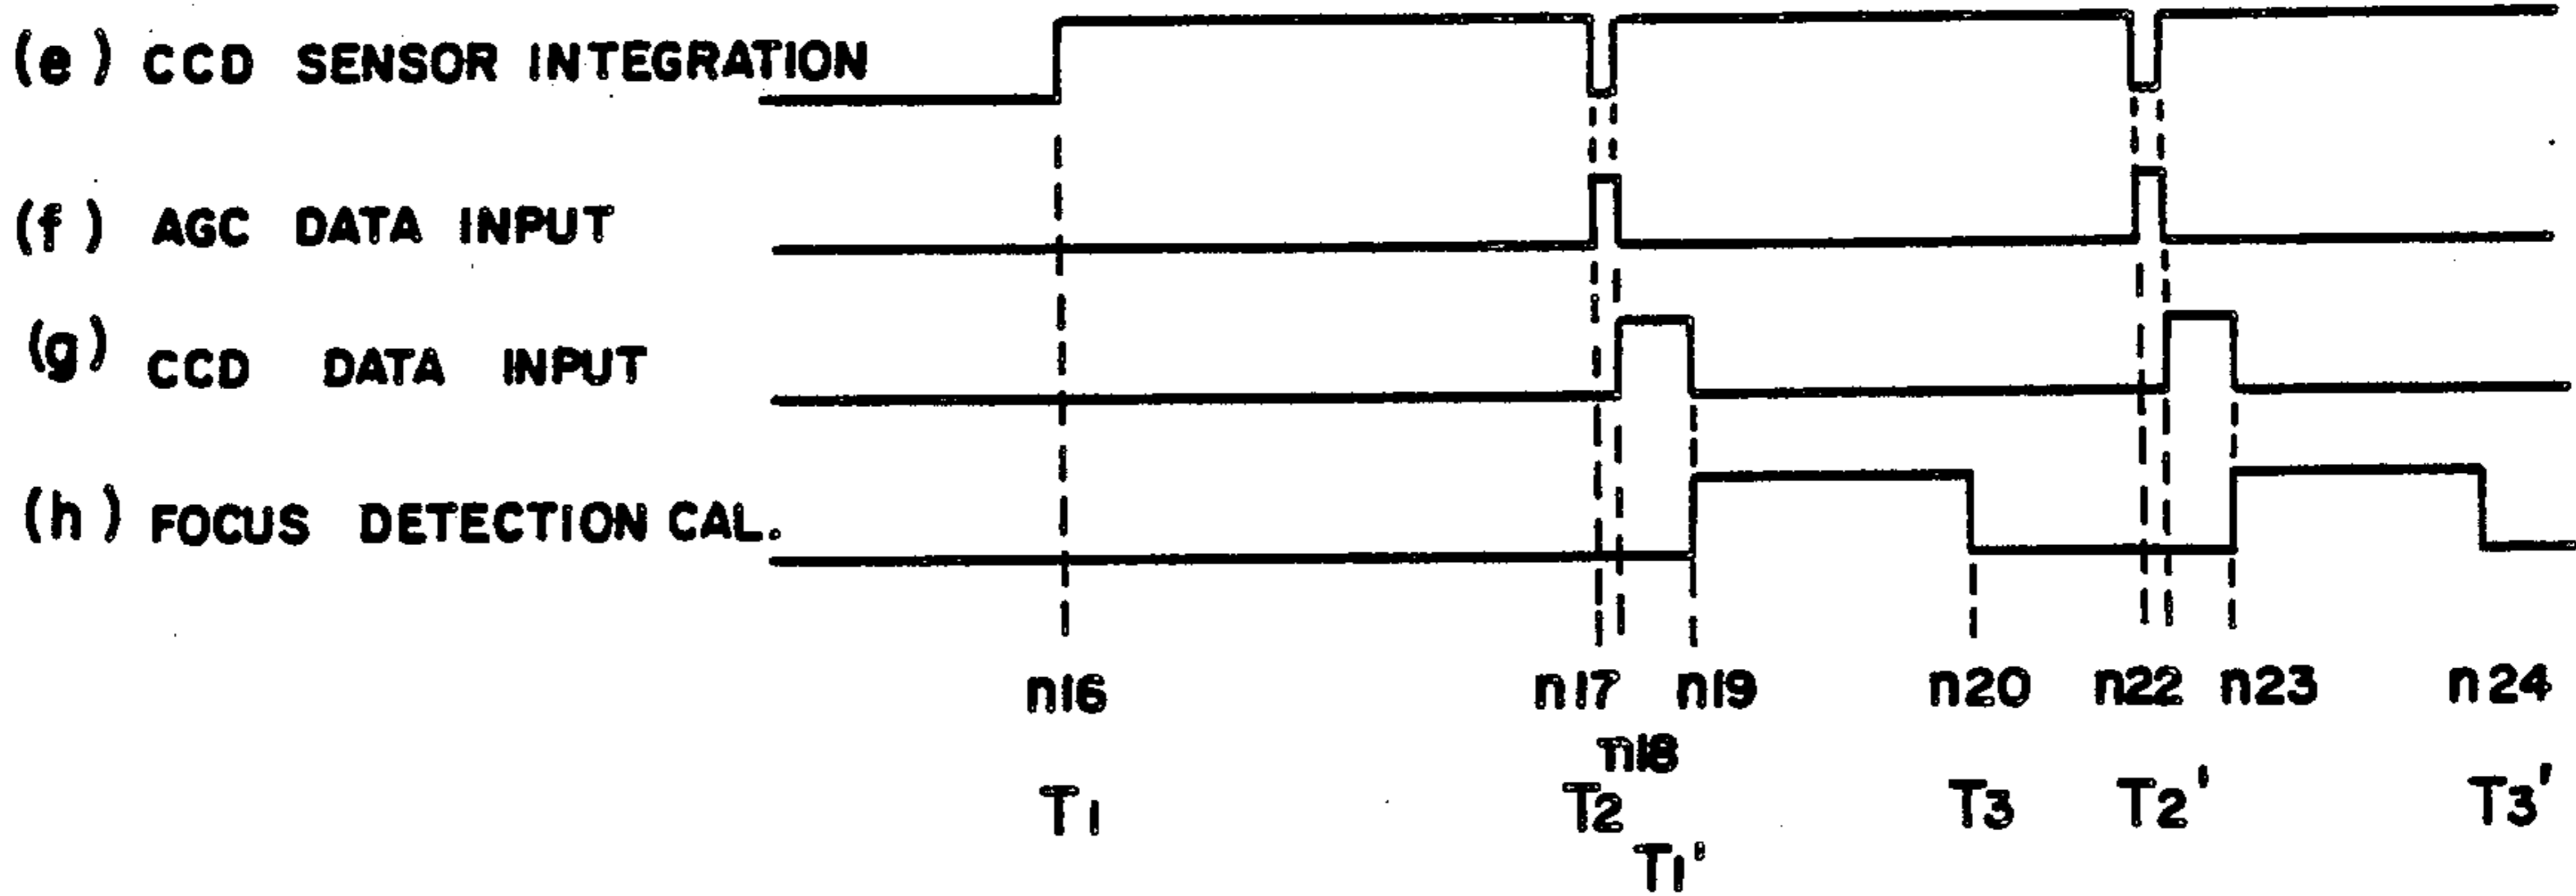 (e) CCD SENSOR INTEGRATION
(f) AGC DATA INPUT
(g) CCD DATA INPUT
(h) FOCUS DETECTION CAL.
n16 n17 n19 n20 n22 n23 n24
n18
T1 T2 T3 T2' T3'
T1'